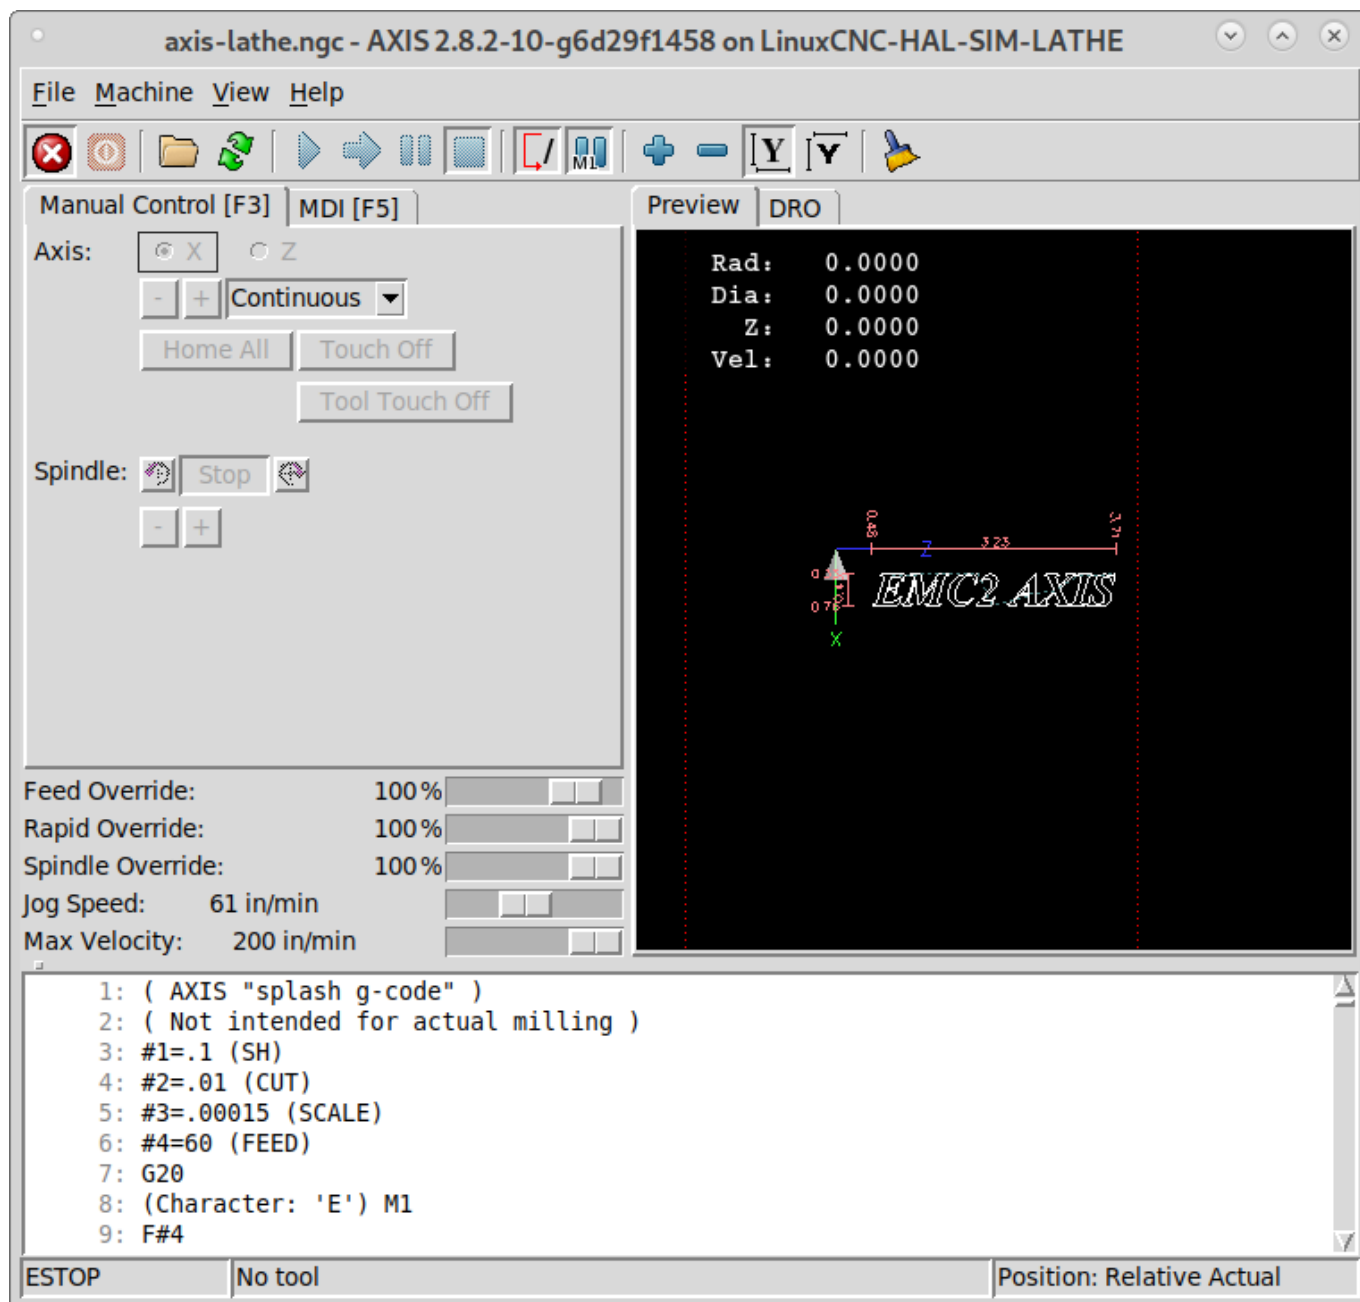 axis-lathe.ngc - AXIS 2.8.2-10-g6d29f1458 on LinuxCNC-HAL-SIM-LATHE
File Machine View Help
M1 Y Y
Manual Control [F3] MDI [F5]
Axis: X Z
- + Continuous
Home All Touch Off
Tool Touch Off
Spindle: Stop
- +
Feed Override: 100%
Rapid Override: 100%
Spindle Override: 100%
Jog Speed: 61 in/min
Max Velocity: 200 in/min
Preview DRO
Rad: 0.0000
Dia: 0.0000
Z: 0.0000
Vel: 0.0000
0.48
Z 3.23
EMC2 AXIS
X
1: ( AXIS "splash g-code" )
2: ( Not intended for actual milling )
3: #1=.1 (SH)
4: #2=.01 (CUT)
5: #3=.00015 (SCALE)
6: #4=60 (FEED)
7: G20
8: (Character: 'E') M1
9: F#4
ESTOP No tool Position: Relative Actual